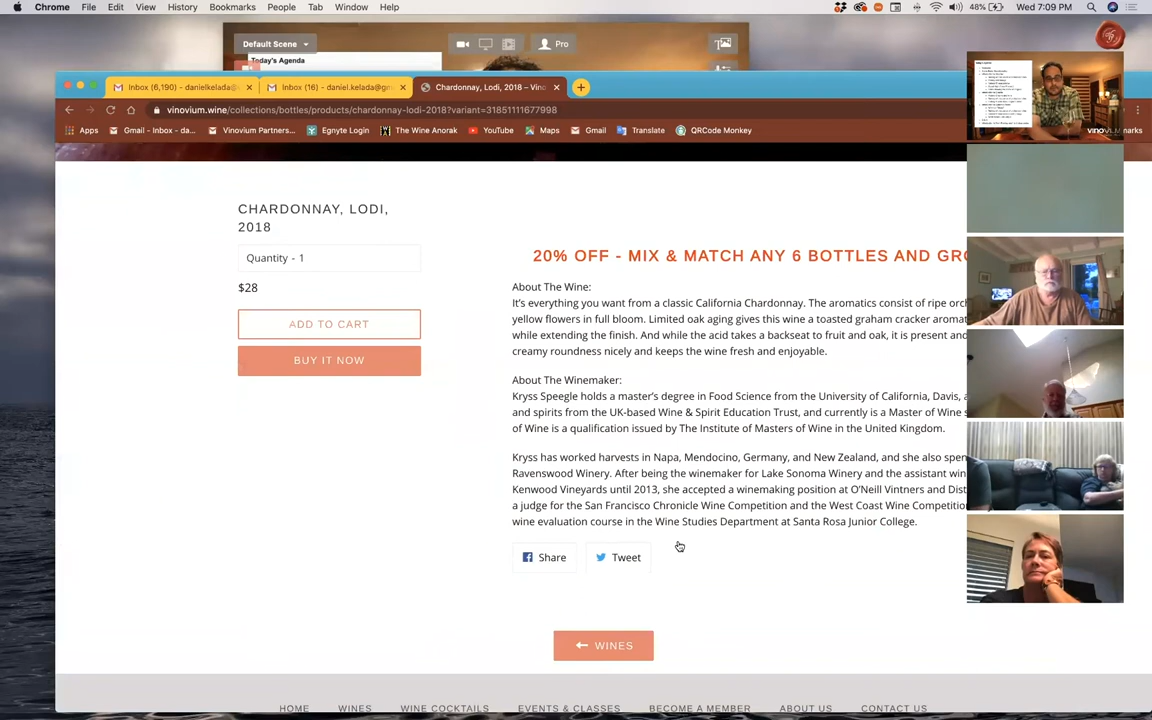 Chrome File Edit View History Bookmarks People Tab Window Help
48% Wed 7:09 PM
Default Scene
Pro
Today's Agenda
Inbox (6,190) - danielkelada@
Inbox (16) - daniel.kelada@gm
Chardonnay, Lodi, 2018 – Vino
vinovium.wine/collections/
products/chardonnay-lodi-2018?variant=31851111677998
Apps Gmail - Inbox - da... Vinovium Partners... Egnyte Login The Wine Anorak YouTube Maps Gmail Translate QRCode Monkey
CHARDONNAY, LODI,
2018
Quantity - 1
$28
ADD TO CART
BUY IT NOW
20% OFF - MIX & MATCH ANY 6 BOTTLES AND GR
About The Wine:
It's everything you want from a classic California Chardonnay. The aromatics consist of ripe orch
yellow flowers in full bloom. Limited oak aging gives this wine a toasted graham cracker aromat
while extending the finish. And while the acid takes a backseat to fruit and oak, it is present and
creamy roundness nicely and keeps the wine fresh and enjoyable.
About The Winemaker:
Kryss Speegle holds a master's degree in Food Science from the University of California, Davis, a
and spirits from the UK-based Wine & Spirit Education Trust, and currently is a Master of Wine s
of Wine is a qualification issued by The Institute of Masters of Wine in the United Kingdom.
Kryss has worked harvests in Napa, Mendocino, Germany, and New Zealand, and she also spen
Ravenswood Winery. After being the winemaker for Lake Sonoma Winery and the assistant win
Kenwood Vineyards until 2013, she accepted a winemaking position at O'Neill Vintners and Dist
a judge for the San Francisco Chronicle Wine Competition and the West Coast Wine Competition
wine evaluation course in the Wine Studies Department at Santa Rosa Junior College.
Share
Tweet
WINES
HOME WINES WINE COCKTAILS EVENTS & CLASSES BECOME A MEMBER ABOUT US CONTACT US